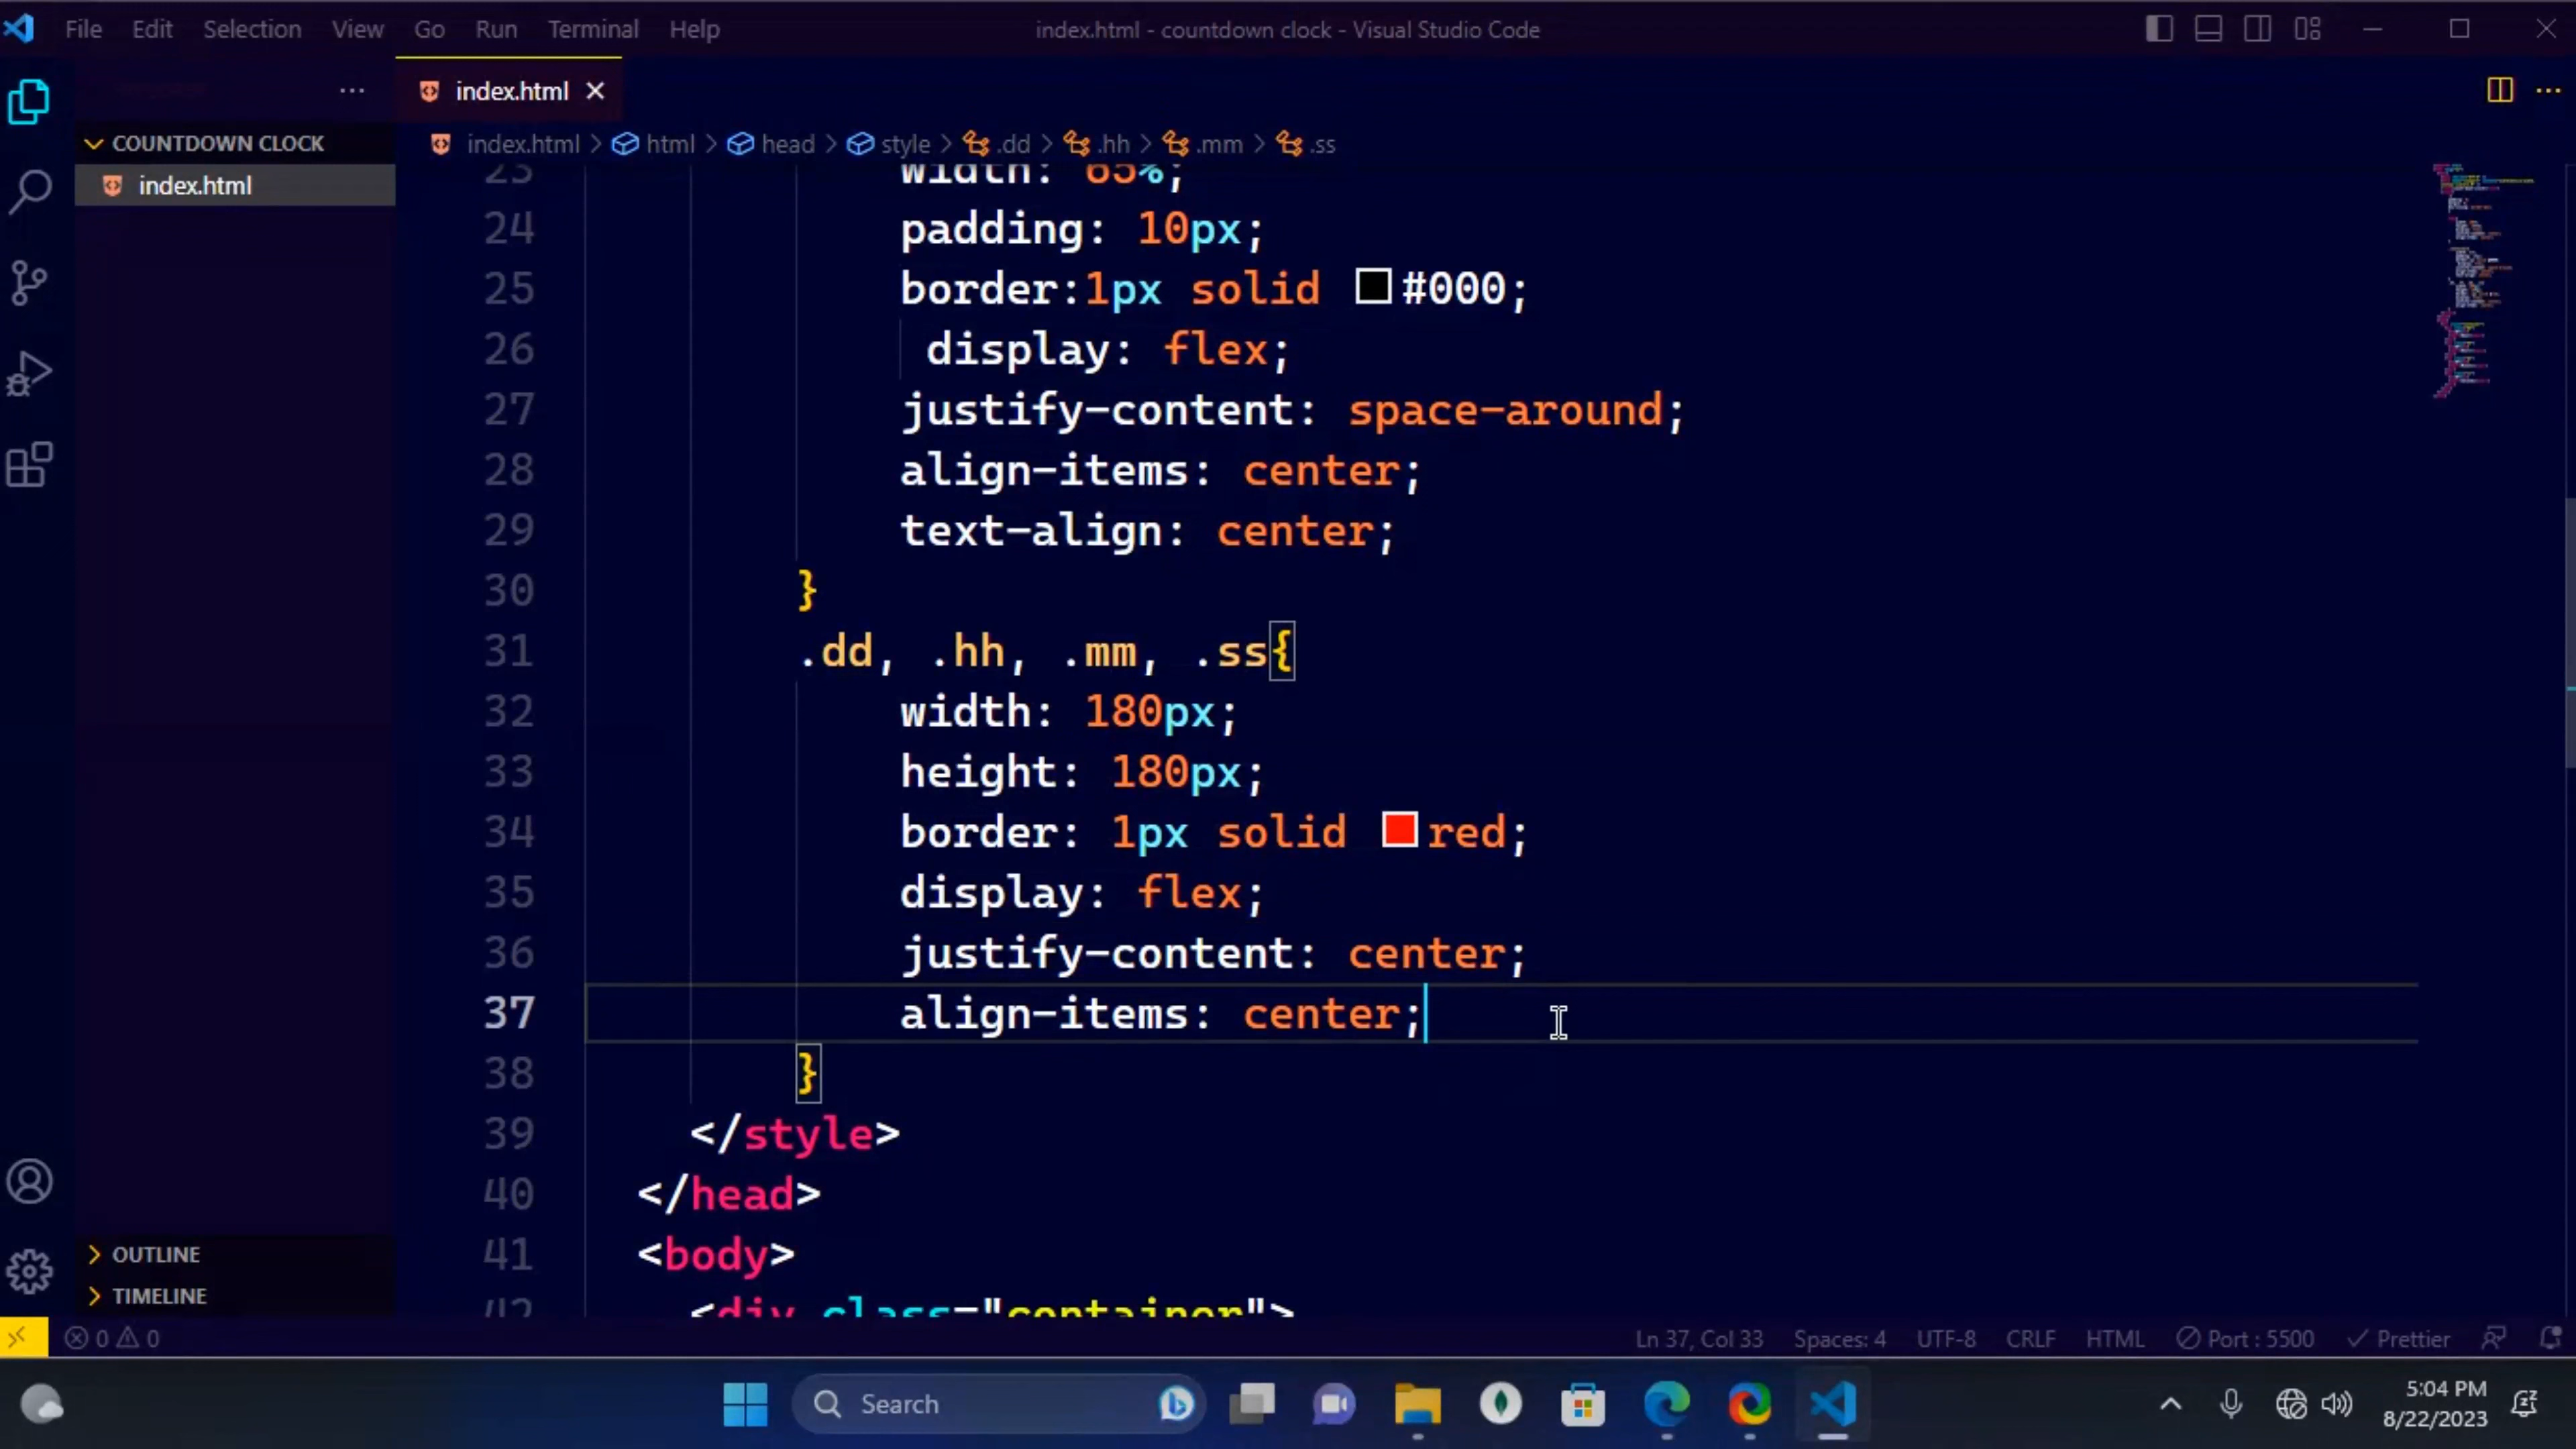 File Edit Selection View Go Run Terminal Help
index.html - countdown clock - Visual Studio Code
index.html
COUNTDOWN CLOCK
index.html
index.html > html > head > style > .dd > .hh > .mm > .ss
23 width: 65%;
24 padding: 10px;
25 border:1px solid #000;
26 display: flex;
27 justify-content: space-around;
28 align-items: center;
29 text-align: center;
30 }
31 .dd, .hh, .mm, .ss{
32 width: 180px;
33 height: 180px;
34 border: 1px solid red;
35 display: flex;
36 justify-content: center;
37 align-items: center;
38 }
39 </style>
40 </head>
41 <body>
42 <div class="container">
OUTLINE
TIMELINE
0 0
Ln 37, Col 33 Spaces: 4 UTF-8 CRLF HTML Port : 5500 Prettier
Search
5:04 PM
8/22/2023